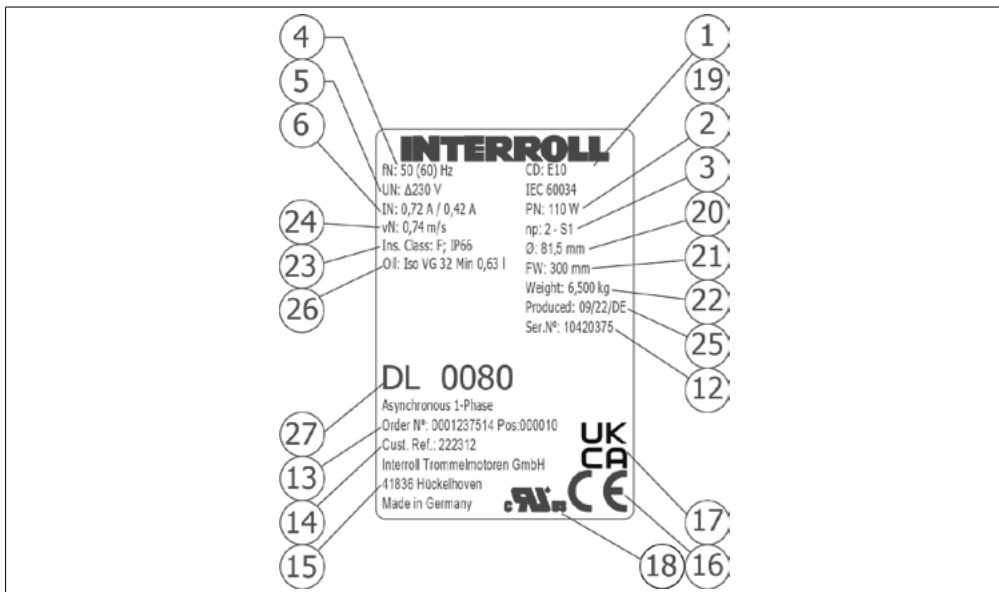 4
1
5
19
6
2
INTERROLL
fN: 50 (60) Hz
UN: Δ230 V
IN: 0,72 A / 0,42 A
vN: 0,74 m/s
Ins. Class: F; IP66
Oil: Iso VG 32 Min 0,63 l
CD: E10
IEC 60034
PN: 110 W
np: 2 - S1
Ø: 81,5 mm
FW: 300 mm
Weight: 6,500 kg
Produced: 09/22/DE
Ser.Nº: 10420375
3
24
20
23
21
26
22
25
12
DL 0080
Asynchronous 1-Phase
Order Nº: 0001237514 Pos:000010
Cust. Ref.: 222312
Interroll Trommelmotoren GmbH
41836 Hückelhoven
Made in Germany
UK
CA
c RU us CE
27
13
14
17
15
18
16